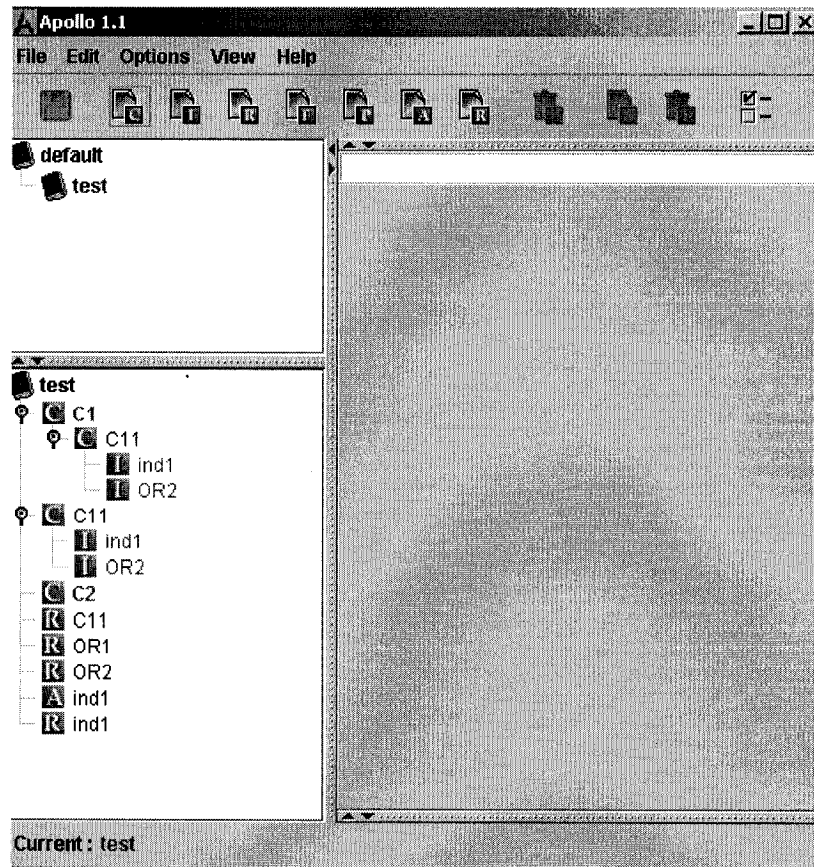 Apollo 1.1
File Edit Options View Help
C I R F P A R
default
test
test
C C1
C C11
I ind1
I OR2
C C11
I ind1
I OR2
C C2
R C11
R OR1
R OR2
A ind1
R ind1
Current : test